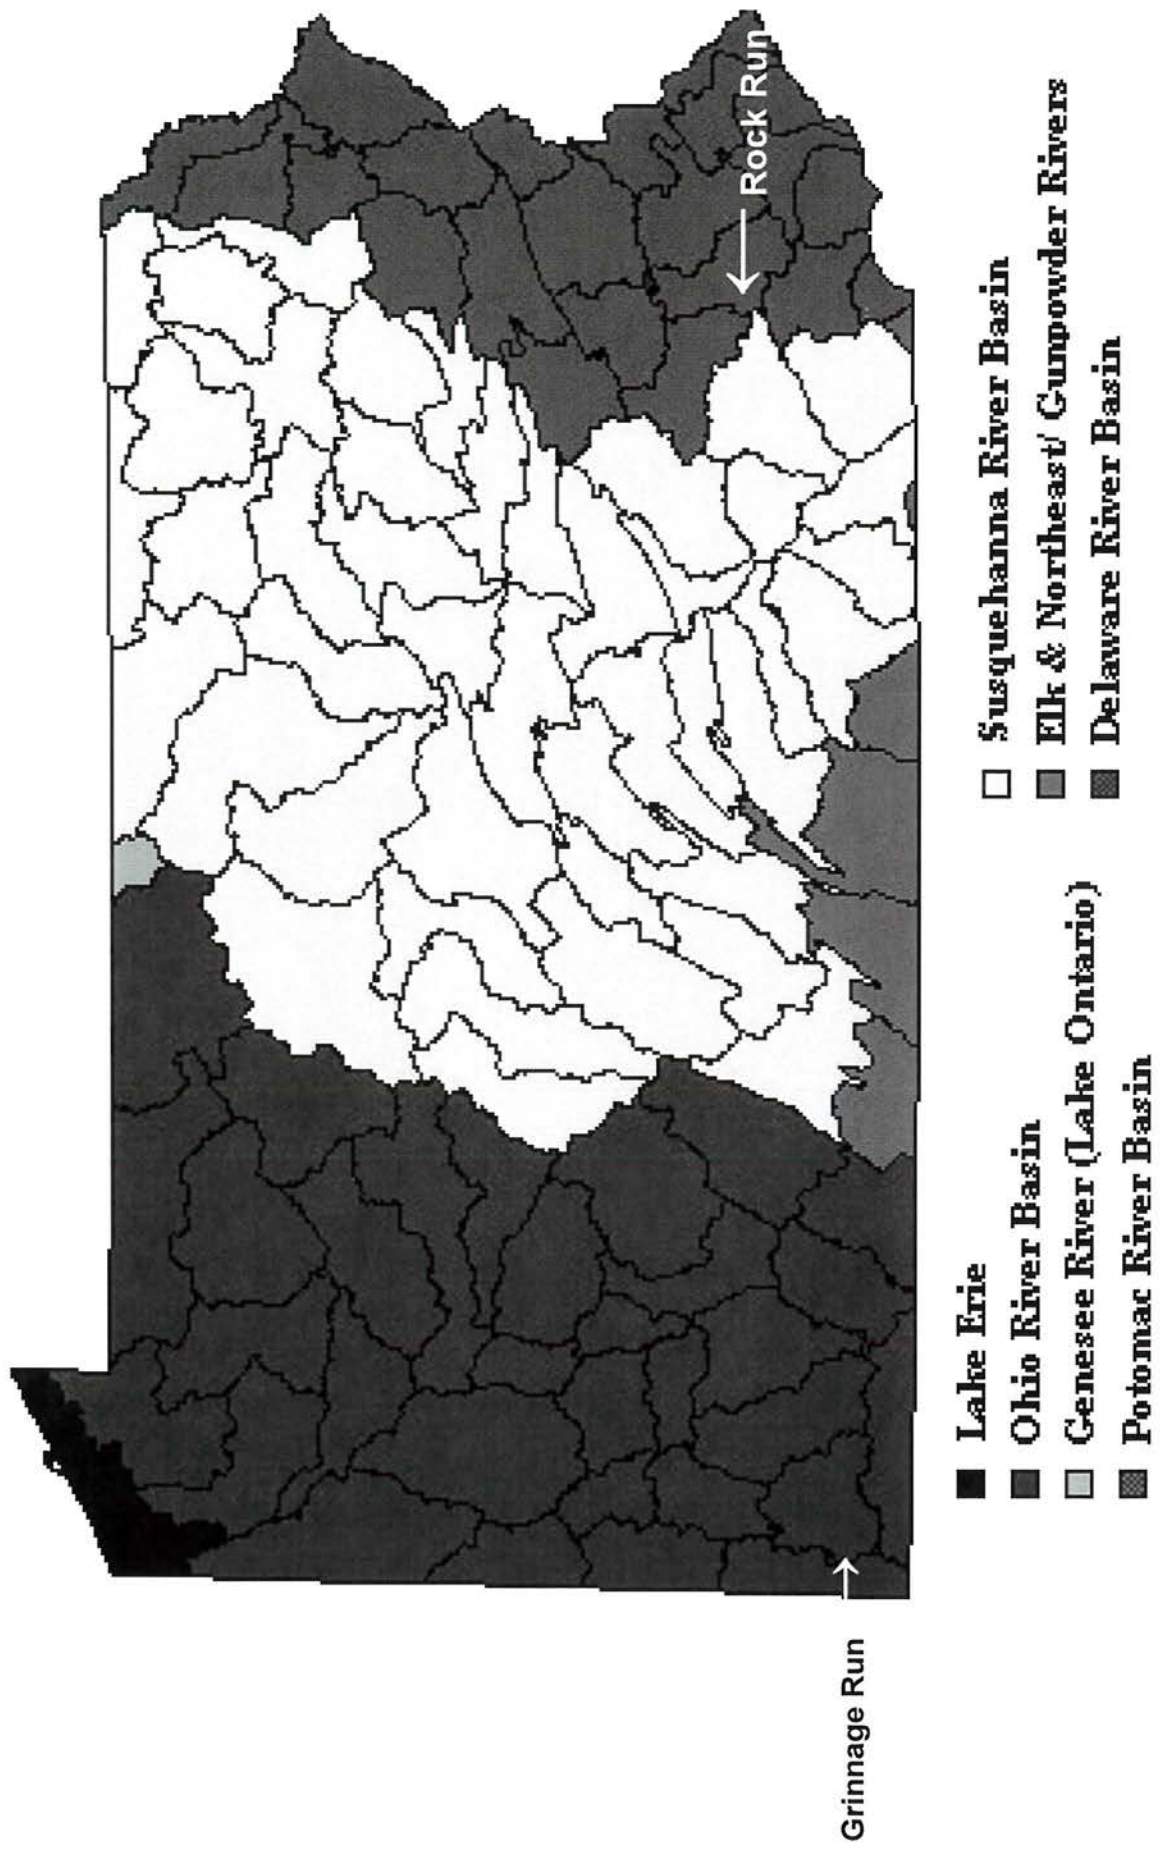 Rock Run
Grinnage Run
Lake Erie
Ohio River Basin
Genesee River (Lake Ontario)
Potomac River Basin
Susquehanna River Basin
Elk & Northeast/ Gunpowder Rivers
Delaware River Basin